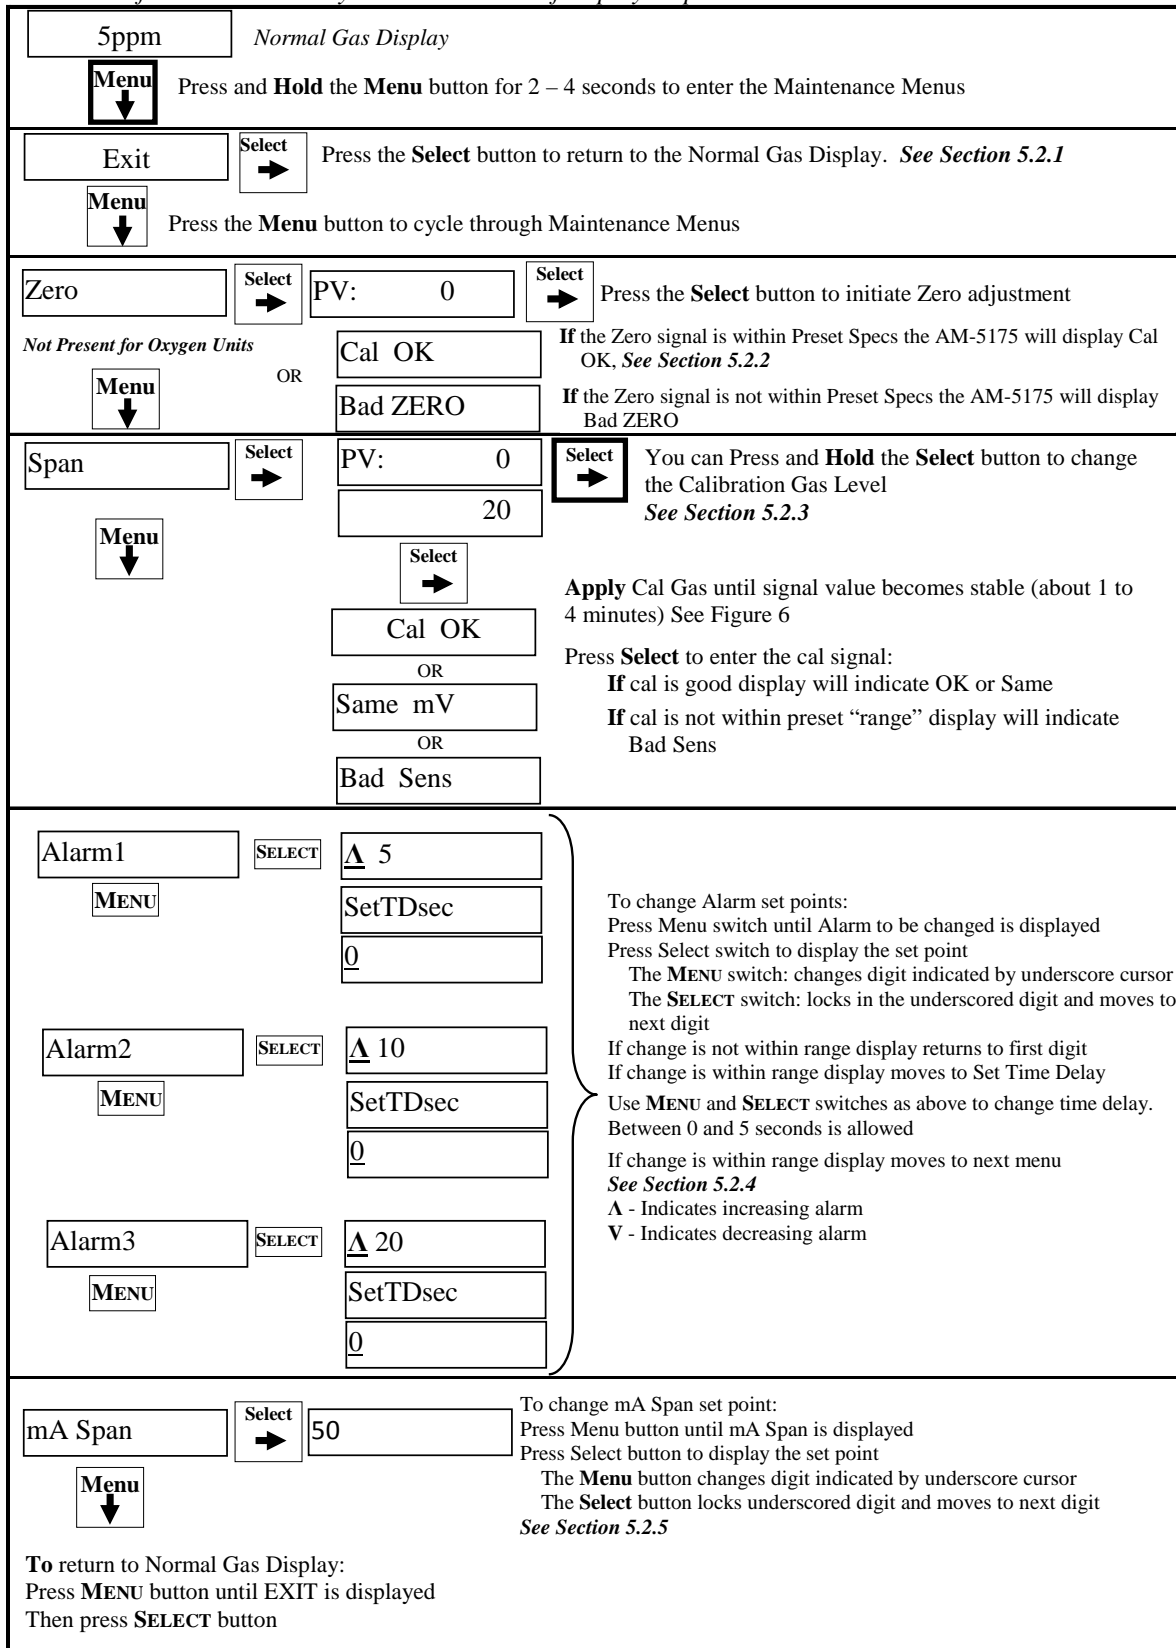 5ppm
Normal Gas Display
Menu
Press and Hold the Menu button for 2 – 4 seconds to enter the Maintenance Menus
Exit
Select
Press the Select button to return to the Normal Gas Display. See Section 5.2.1
Menu
Press the Menu button to cycle through Maintenance Menus
Zero
Select
PV: 0
Select
Press the Select button to initiate Zero adjustment
Not Present for Oxygen Units
Menu
OR
Cal OK
If the Zero signal is within Preset Specs the AM-5175 will display Cal
OK, See Section 5.2.2
Bad ZERO
If the Zero signal is not within Preset Specs the AM-5175 will display
Bad ZERO
Span
Select
PV: 0
20
Select
You can Press and Hold the Select button to change
the Calibration Gas Level
See Section 5.2.3
Menu
Select
Cal OK
OR
Same mV
OR
Bad Sens
Apply Cal Gas until signal value becomes stable (about 1 to
4 minutes) See Figure 6
Press Select to enter the cal signal:
If cal is good display will indicate OK or Same
If cal is not within preset “range” display will indicate
Bad Sens
Alarm1
SELECT
Λ 5
MENU
SetTDsec
0
Alarm2
SELECT
Λ 10
MENU
SetTDsec
0
Alarm3
SELECT
Λ 20
MENU
SetTDsec
0
To change Alarm set points:
Press Menu switch until Alarm to be changed is displayed
Press Select switch to display the set point
The MENU switch: changes digit indicated by underscore cursor
The SELECT switch: locks in the underscored digit and moves to
next digit
If change is not within range display returns to first digit
If change is within range display moves to Set Time Delay
Use MENU and SELECT switches as above to change time delay.
Between 0 and 5 seconds is allowed
If change is within range display moves to next menu
See Section 5.2.4
Λ - Indicates increasing alarm
V - Indicates decreasing alarm
mA Span
Select
50
Menu
To change mA Span set point:
Press Menu button until mA Span is displayed
Press Select button to display the set point
The Menu button changes digit indicated by underscore cursor
The Select button locks underscored digit and moves to next digit
See Section 5.2.5
To return to Normal Gas Display:
Press MENU button until EXIT is displayed
Then press SELECT button